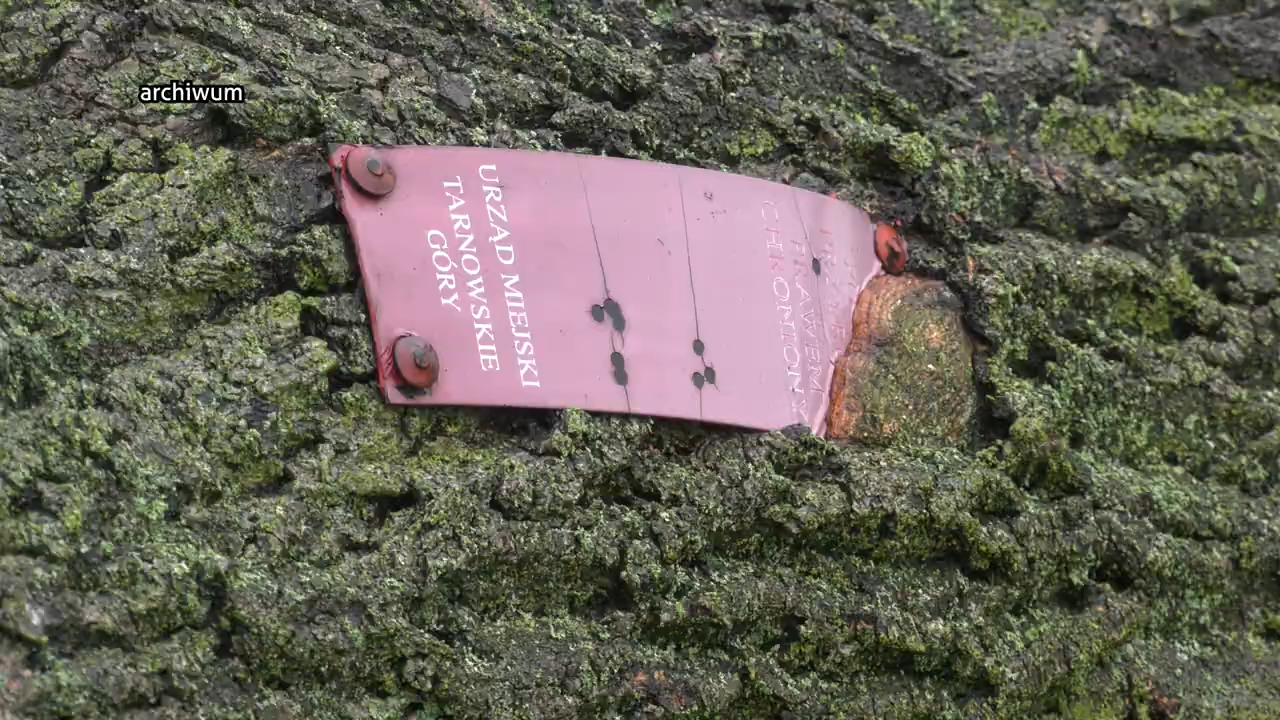 archiwum
PRAWEM
CHRONIONY
URZĄD MIEJSKI
TARNOWSKIE
GÓRY